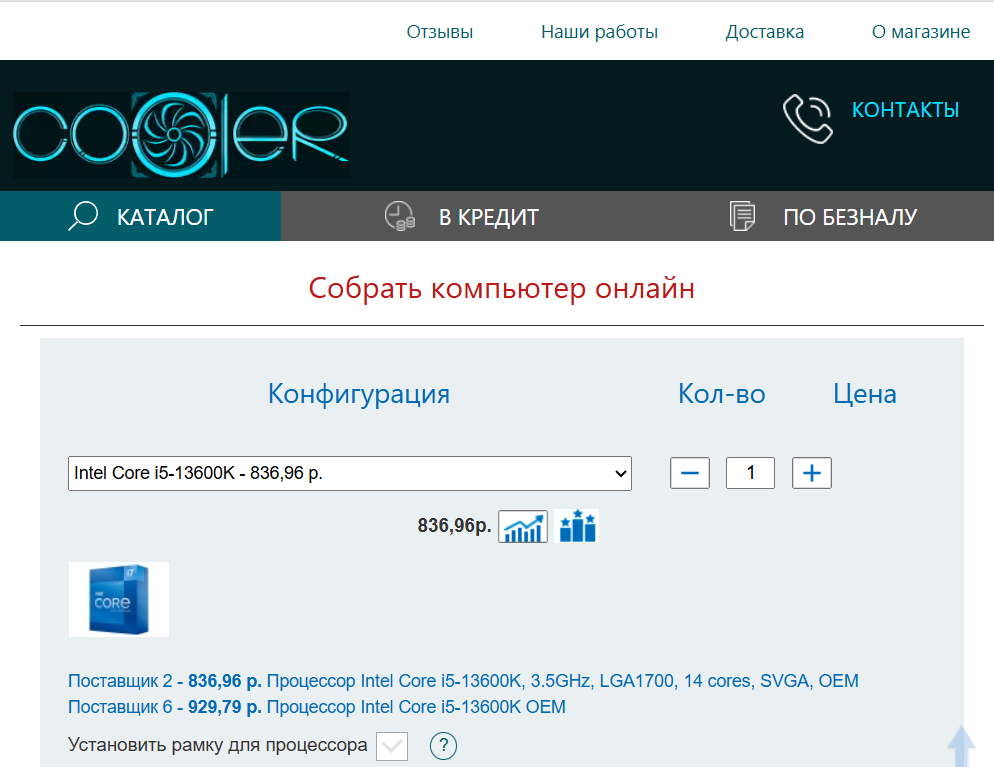 Отзывы Наши работы Доставка О магазине
cooler
КОНТАКТЫ
КАТАЛОГ В КРЕДИТ ПО БЕЗНАЛУ
Собрать компьютер онлайн
Конфигурация Кол-во Цена
Intel Core i5-13600K - 836,96 р. 1
836,96р.
i7
intel
CORE
Поставщик 2 - 836,96 р. Процессор Intel Core i5-13600K, 3.5GHz, LGA1700, 14 cores, SVGA, OEM
Поставщик 6 - 929,79 р. Процессор Intel Core i5-13600K OEM
Установить рамку для процессора ?